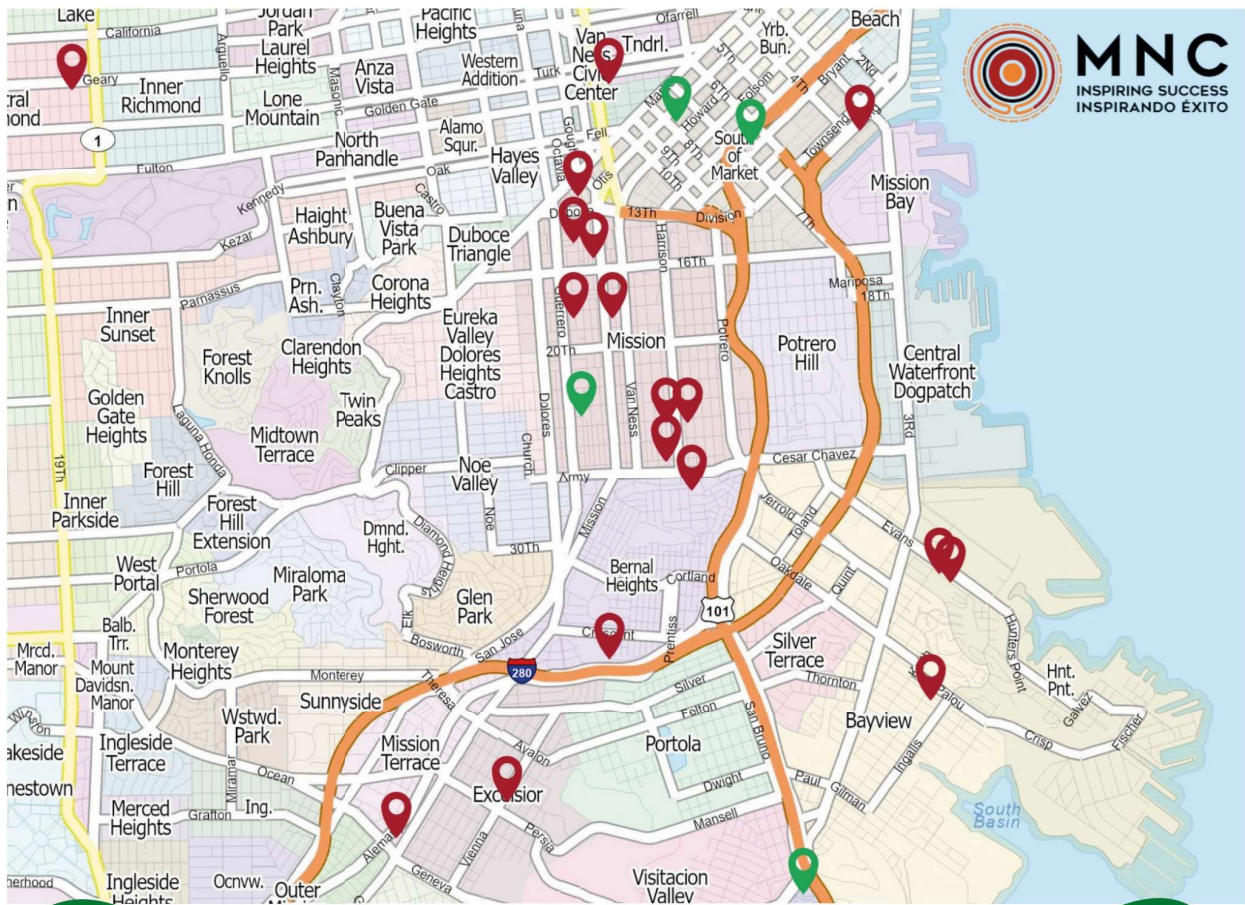 MNC
INSPIRING SUCCESS
INSPIRANDO ÉXITO
Lake
California
Jordan
Park
Laurel
Heights
Pacific
Heights
Ofarrell
Beach
Van
Ness
Civic
Center
Tndrl.
Yrb.
Bun.
5Th
6Th
Folsom
4Th
Bryant
2Nd
Geary
Arguello
Inner
Richmond
Masonic
Anza
Vista
Western
Addition
Turk
Howard
8Th
9Th
10Th
Townsend
1
Lone
Mountain
Golden Gate
Gough
Octavia
Fell
Otis
South
of
Market
North
Panhandle
Alamo
Squr.
Hayes
Valley
Oak
Fulton
Kennedy
Castro
Mission
Bay
Haight
Ashbury
Buena
Vista
Park
Duboce
Triangle
13Th
Division
7Th
Kezar
Harrison
16Th
Parnassus
Prn.
Ash.
Clayton
Corona
Heights
Mariposa
18Th
Inner
Sunset
Forest
Knolls
Clarendon
Heights
Eureka
Valley
Dolores
Heights
Castro
Guerrero
20Th
Mission
Potrero
Potrero
Hill
Central
Waterfront
Dogpatch
Golden
Gate
Heights
Twin
Peaks
Laguna Honda
Midtown
Terrace
Dolores
Van Ness
3Rd
19Th
Forest
Hill
Clipper
Noe
Valley
Church
Army
Cesar Chavez
Inner
Parkside
Forest
Hill
Extension
Dmnd.
Hght.
Diamond Heights
Noe
Mission
Jerrold
Toland
Evans
West
Portal
Portola
30Th
Bernal
Heights
Cortland
Oakdale
Quint
Miraloma
Park
Sherwood
Forest
Elk
Glen
Park
101
Prentiss
Hunters Point
Balb.
Trr.
Mrcd.
Manor
Mount
Davidsn.
Manor
Monterey
Heights
Bosworth
San Jose
Silver
Terrace
Hnt.
Pnt.
Monterey
280
Silver
Thornton
Palou
Galvez
Fischer
Sunnyside
Theresa
Felton
San Bruno
Bayview
Crisp
Wstwd.
Park
Ingleside
Terrace
Miramar
Ocean
Mission
Terrace
Avalon
Portola
Ingalls
Dwight
Paul
Gilman
Merced
Heights
Grafton
Ing.
Excelsior
Mansell
South
Basin
Vienna
Persia
Geneva
Visitacion
Valley
Ingleside
Heights
Ocnvw.
Outer